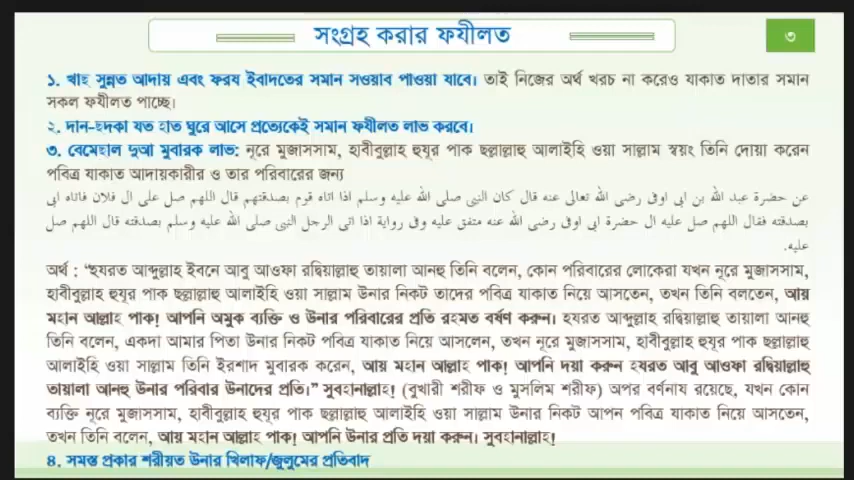 সংগ্রহ করার ফযীলত
৩
১. খাছ সুন্নত আদায় এবং ফরয ইবাদতের সমান সওয়াব পাওয়া যাবে। তাই নিজের অর্থ খরচ না করেও যাকাত দাতার সমান
সকল ফযীলত পাচ্ছে।
২. দান-ছদকা যত হাত ঘুরে আসে প্রত্যেকেই সমান ফযীলত লাভ করবে।
৩. বেমেছাল দুআ মুবারক লাভ: নূরে মুজাসসাম, হাবীবুল্লাহ হুযূর পাক ছল্লাল্লাহু আলাইহি ওয়া সাল্লাম স্বয়ং তিনি দোয়া করেন
পবিত্র যাকাত আদায়কারীর ও তার পরিবারের জন্য
عن حضرة عبد الله بن ابى اوفى رضى الله تعالى عنه قال كان النبى صلى الله عليه وسلم اذا اتاه قوم بصدقتهم قال اللهم صل على ال فلان فاتاه ابى
بصدقته فقال اللهم صل عليه ال حضرة ابى اوفى رضى الله عنه متفق عليه وفى رواية اذا اتى الرجل النبى صلى الله عليه وسلم بصدقته قال اللهم صل
عليه.
অর্থ : “হযরত আব্দুল্লাহ ইবনে আবু আওফা রদ্বিয়াল্লাহু তায়ালা আনহু তিনি বলেন, কোন পরিবারের লোকেরা যখন নূরে মুজাসসাম,
হাবীবুল্লাহ হুযূর পাক ছল্লাল্লাহু আলাইহি ওয়া সাল্লাম উনার নিকট তাদের পবিত্র যাকাত নিয়ে আসতেন, তখন তিনি বলতেন, আয়
মহান আল্লাহ পাক! আপনি অমুক ব্যক্তি ও উনার পরিবারের প্রতি রহমত বর্ষণ করুন। হযরত আব্দুল্লাহ রদ্বিয়াল্লাহু তায়ালা আনহু
তিনি বলেন, একদা আমার পিতা উনার নিকট পবিত্র যাকাত নিয়ে আসলেন, তখন নূরে মুজাসসাম, হাবীবুল্লাহ হুযূর পাক ছল্লাল্লাহু
আলাইহি ওয়া সাল্লাম তিনি ইরশাদ মুবারক করেন, আয় মহান আল্লাহ পাক! আপনি দয়া করুন হযরত আবু আওফা রদ্বিয়াল্লাহু
তায়ালা আনহু উনার পরিবার উনাদের প্রতি।” সুবহানাল্লাহ! (বুখারী শরীফ ও মুসলিম শরীফ) অপর বর্ণনায় রয়েছে, যখন কোন
ব্যক্তি নূরে মুজাসসাম, হাবীবুল্লাহ হুযূর পাক ছল্লাল্লাহু আলাইহি ওয়া সাল্লাম উনার নিকট আপন পবিত্র যাকাত নিয়ে আসতেন,
তখন তিনি বলেন, আয় মহান আল্লাহ পাক! আপনি উনার প্রতি দয়া করুন। সুবহানাল্লাহ!
৪. সমস্ত প্রকার শরীয়ত উনার খিলাফ/জুলুমের প্রতিবাদ